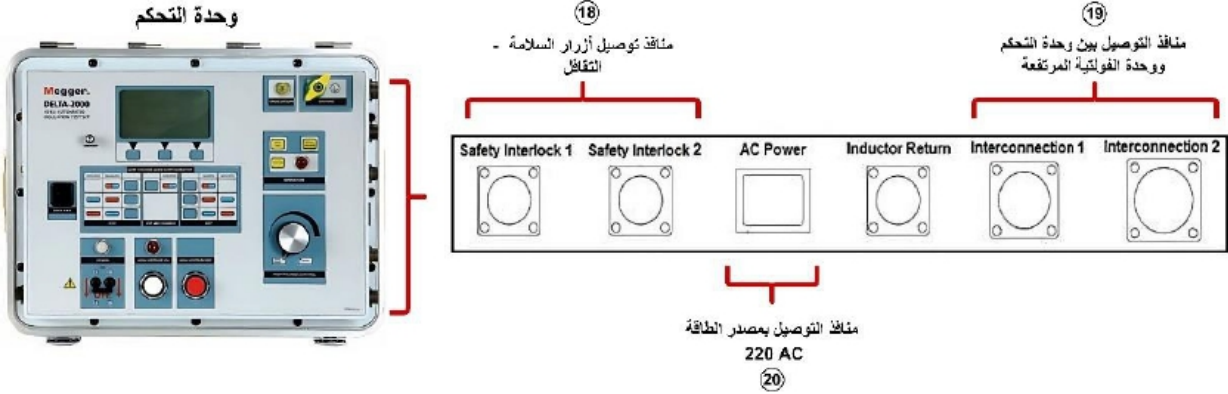 وحدة التحكم
Megger.
DELTA-2000
18
منافذ توصيل أزرار السلامة -
التقافل
19
منافذ التوصيل بين وحدة التحكم
ووحدة الفولتية المرتفعة
Safety Interlock 1
Safety Interlock 2
AC Power
Inductor Return
Interconnection 1
Interconnection 2
منافذ التوصيل بمصدر الطاقة
220 AC
20